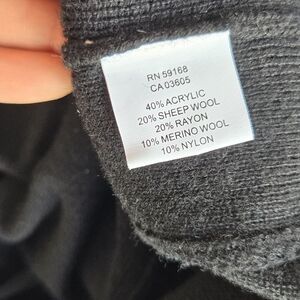 RN 59168
CA 03605
40% ACRYLIC
20% SHEEP WOOL
20% RAYON
10% MERINO WOOL
10% NYLON